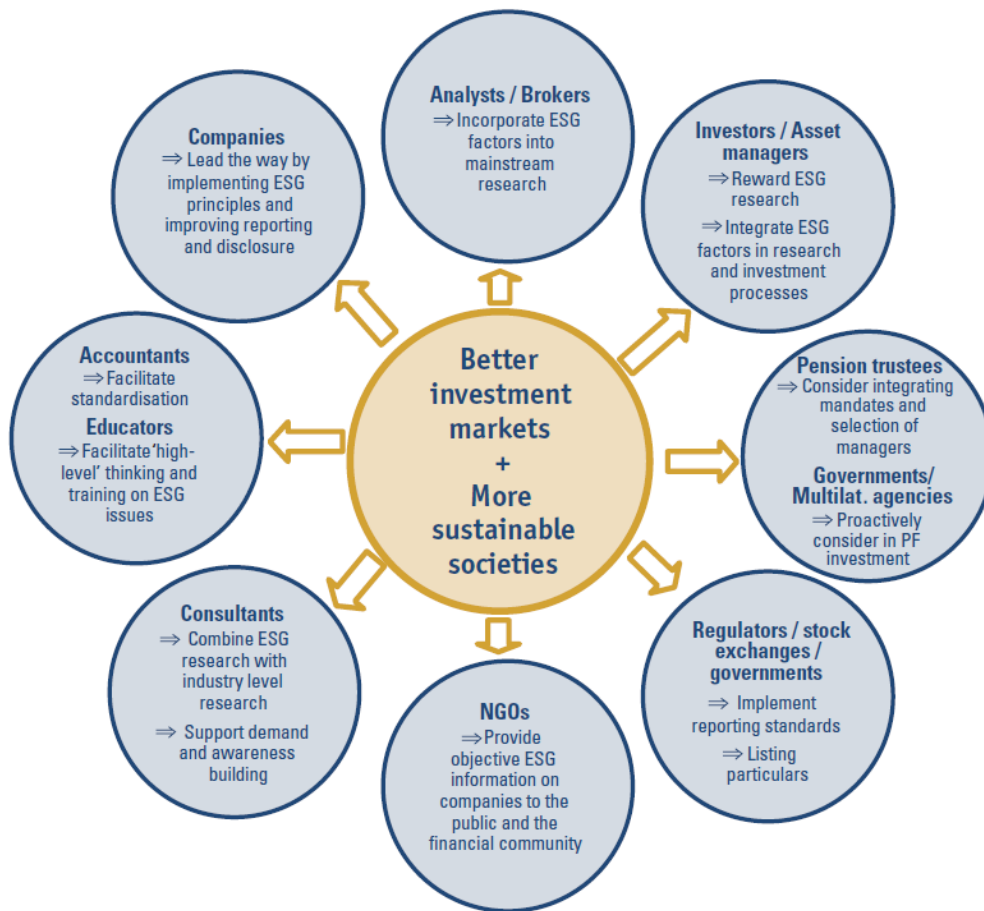 Analysts / Brokers
⇒ Incorporate ESG
factors into
mainstream
research
Investors / Asset
managers
⇒ Reward ESG
research
⇒ Integrate ESG
factors in research
and investment
processes
Pension trustees
⇒ Consider integrating
mandates and
selection of
managers
Governments/
Multilat. agencies
⇒ Proactively
consider in PF
investment
Regulators / stock
exchanges /
governments
⇒ Implement
reporting standards
⇒ Listing
particulars
NGOs
⇒ Provide
objective ESG
information on
companies to the
public and the
financial community
Consultants
⇒ Combine ESG
research with
industry level
research
⇒ Support demand
and awareness
building
Accountants
⇒ Facilitate
standardisation
Educators
⇒ Facilitate ‘high-
level’ thinking and
training on ESG
issues
Companies
⇒ Lead the way by
implementing ESG
principles and
improving reporting
and disclosure
Better
investment
markets
+
More
sustainable
societies